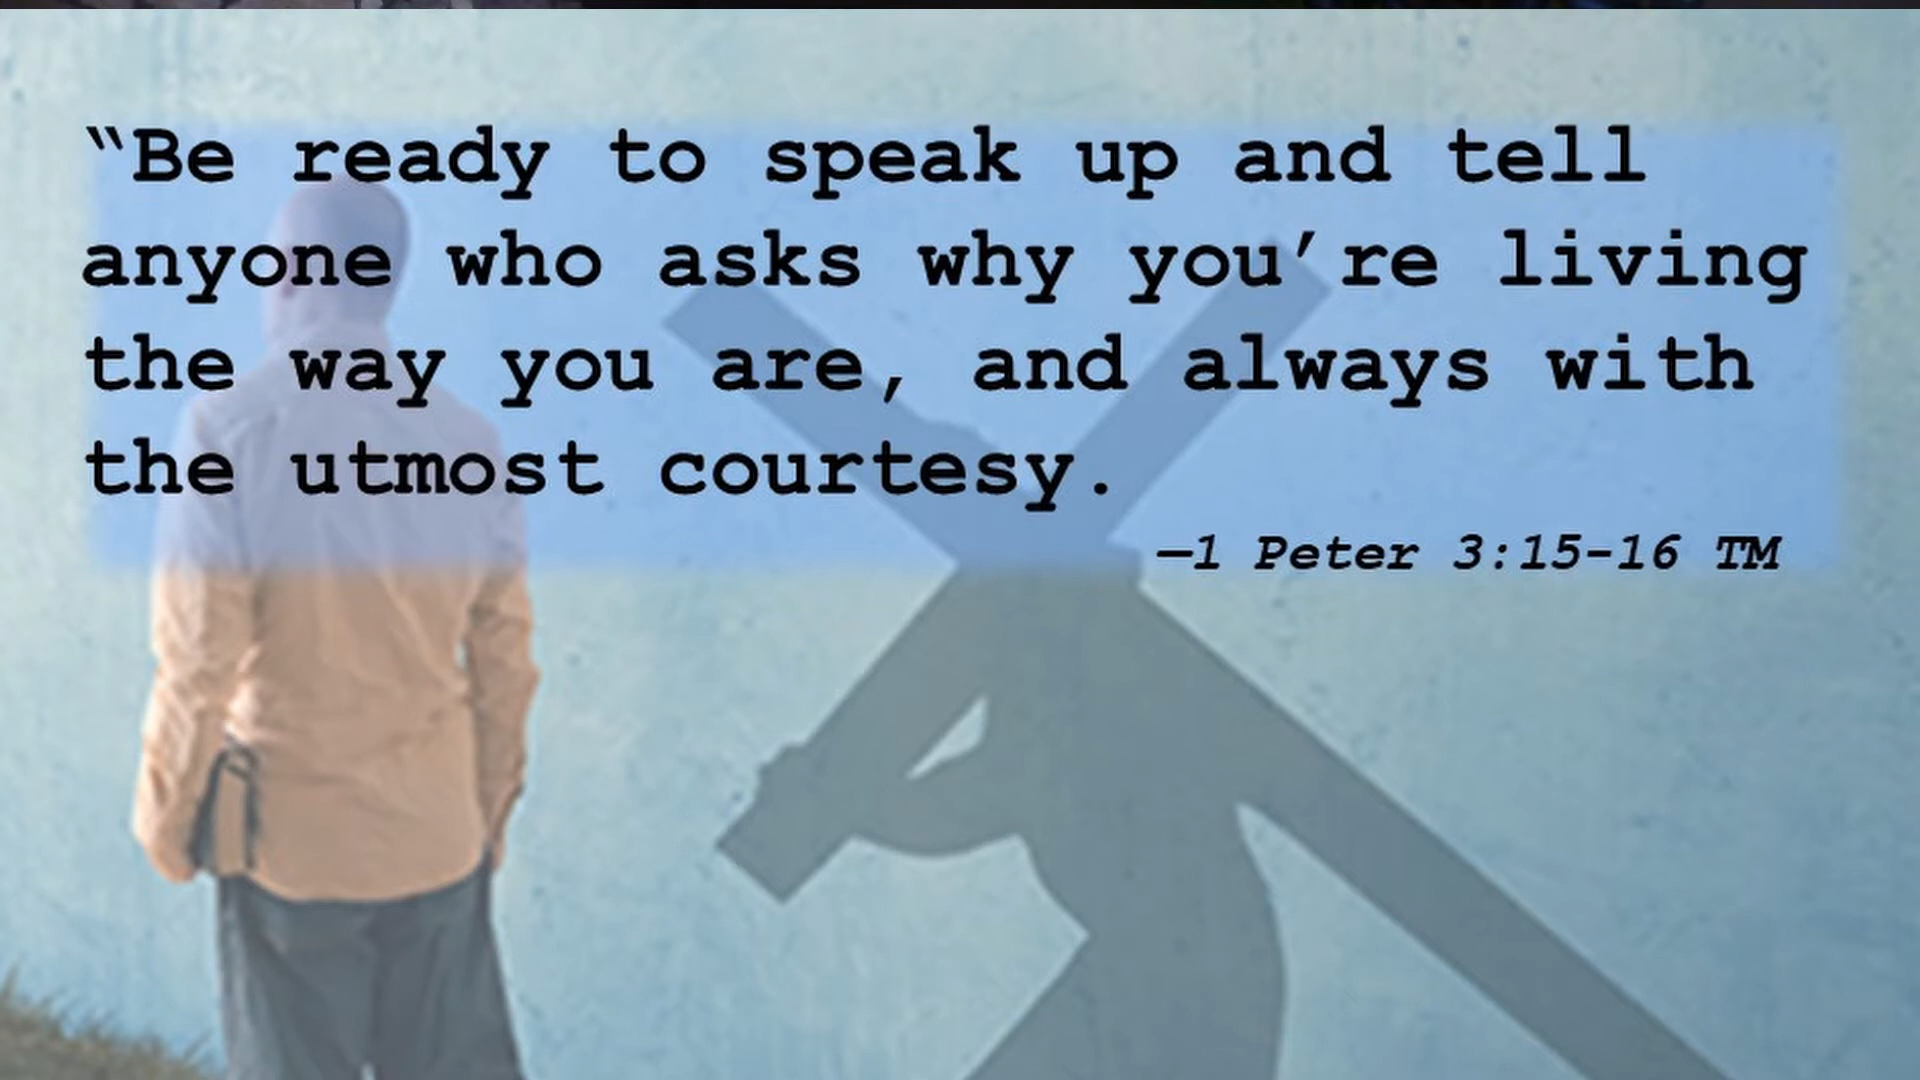 “Be ready to speak up and tell
anyone who asks why you’re living
the way you are, and always with
the utmost courtesy.
—1 Peter 3:15-16 TM